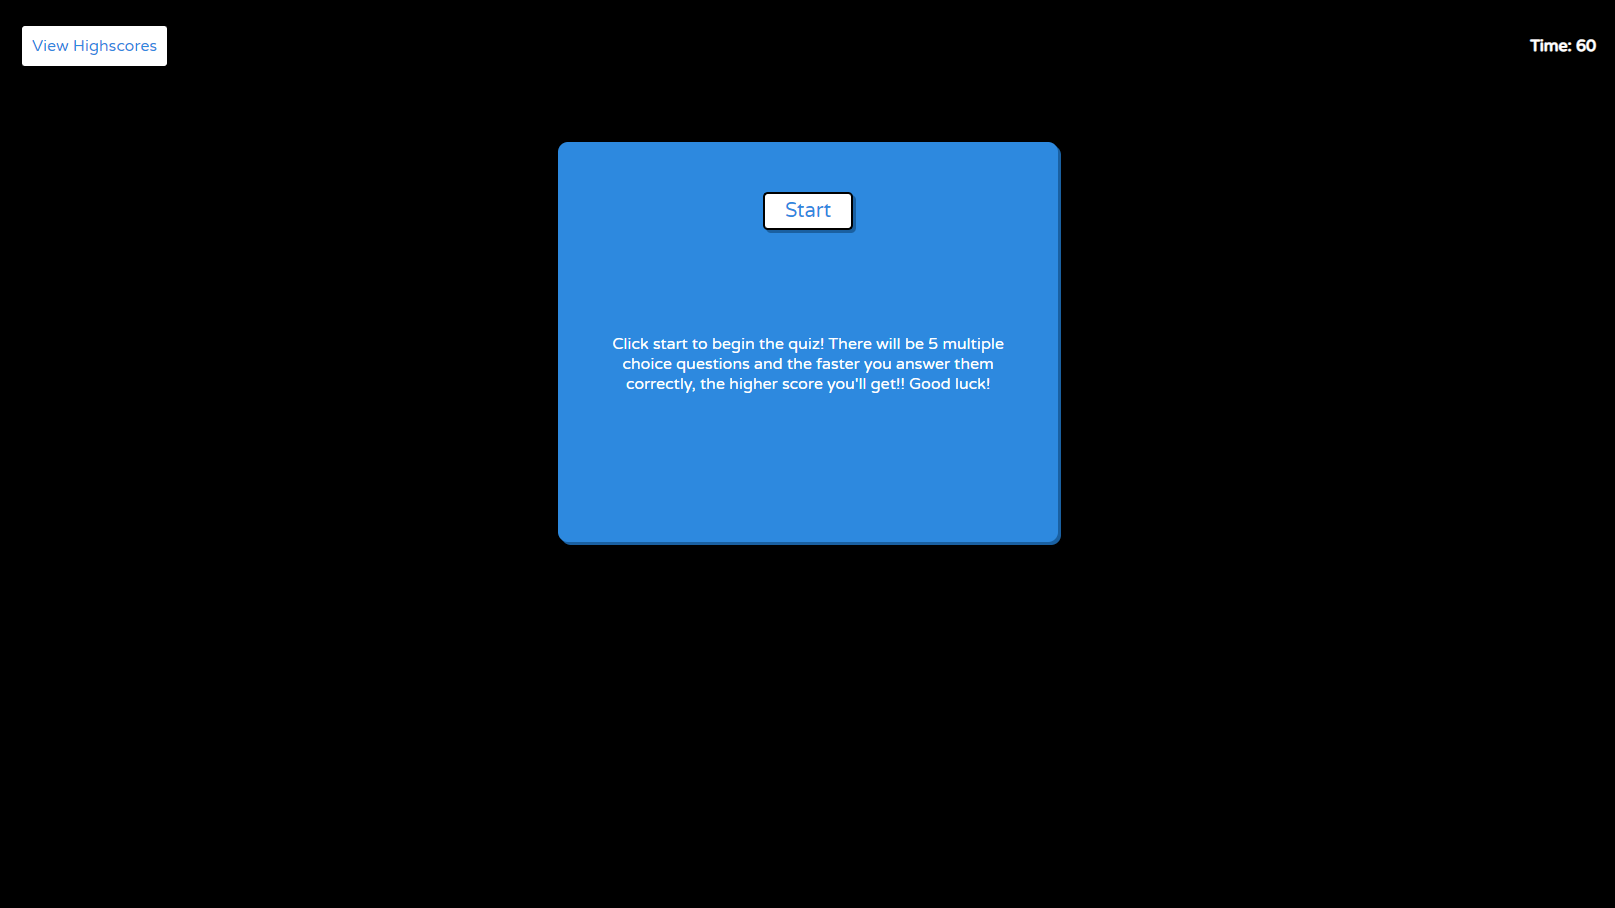 View Highscores
Time: 60
Start
Click start to begin the quiz! There will be 5 multiple
choice questions and the faster you answer them
correctly, the higher score you'll get!! Good luck!